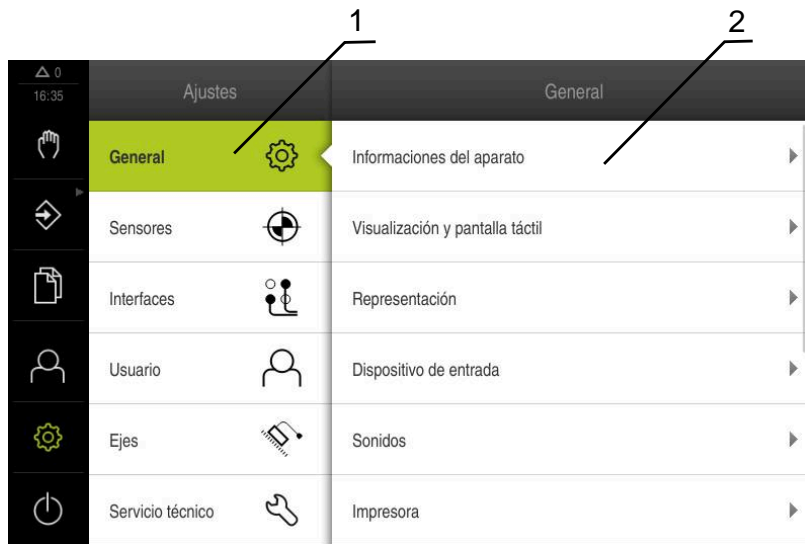 1
2
0
16:35
Ajustes
General
General
Informaciones del aparato
Sensores
Visualización y pantalla táctil
Interfaces
Representación
Usuario
Dispositivo de entrada
Ejes
Sonidos
Servicio técnico
Impresora